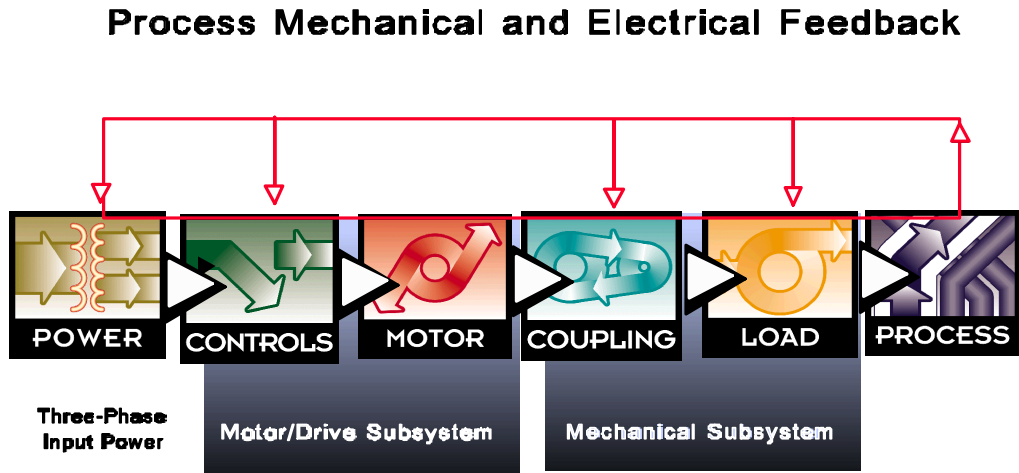 Process Mechanical and Electrical Feedback
POWER
CONTROLS
MOTOR
COUPLING
LOAD
PROCESS
Three-Phase
Input Power
Motor/Drive Subsystem
Mechanical Subsystem